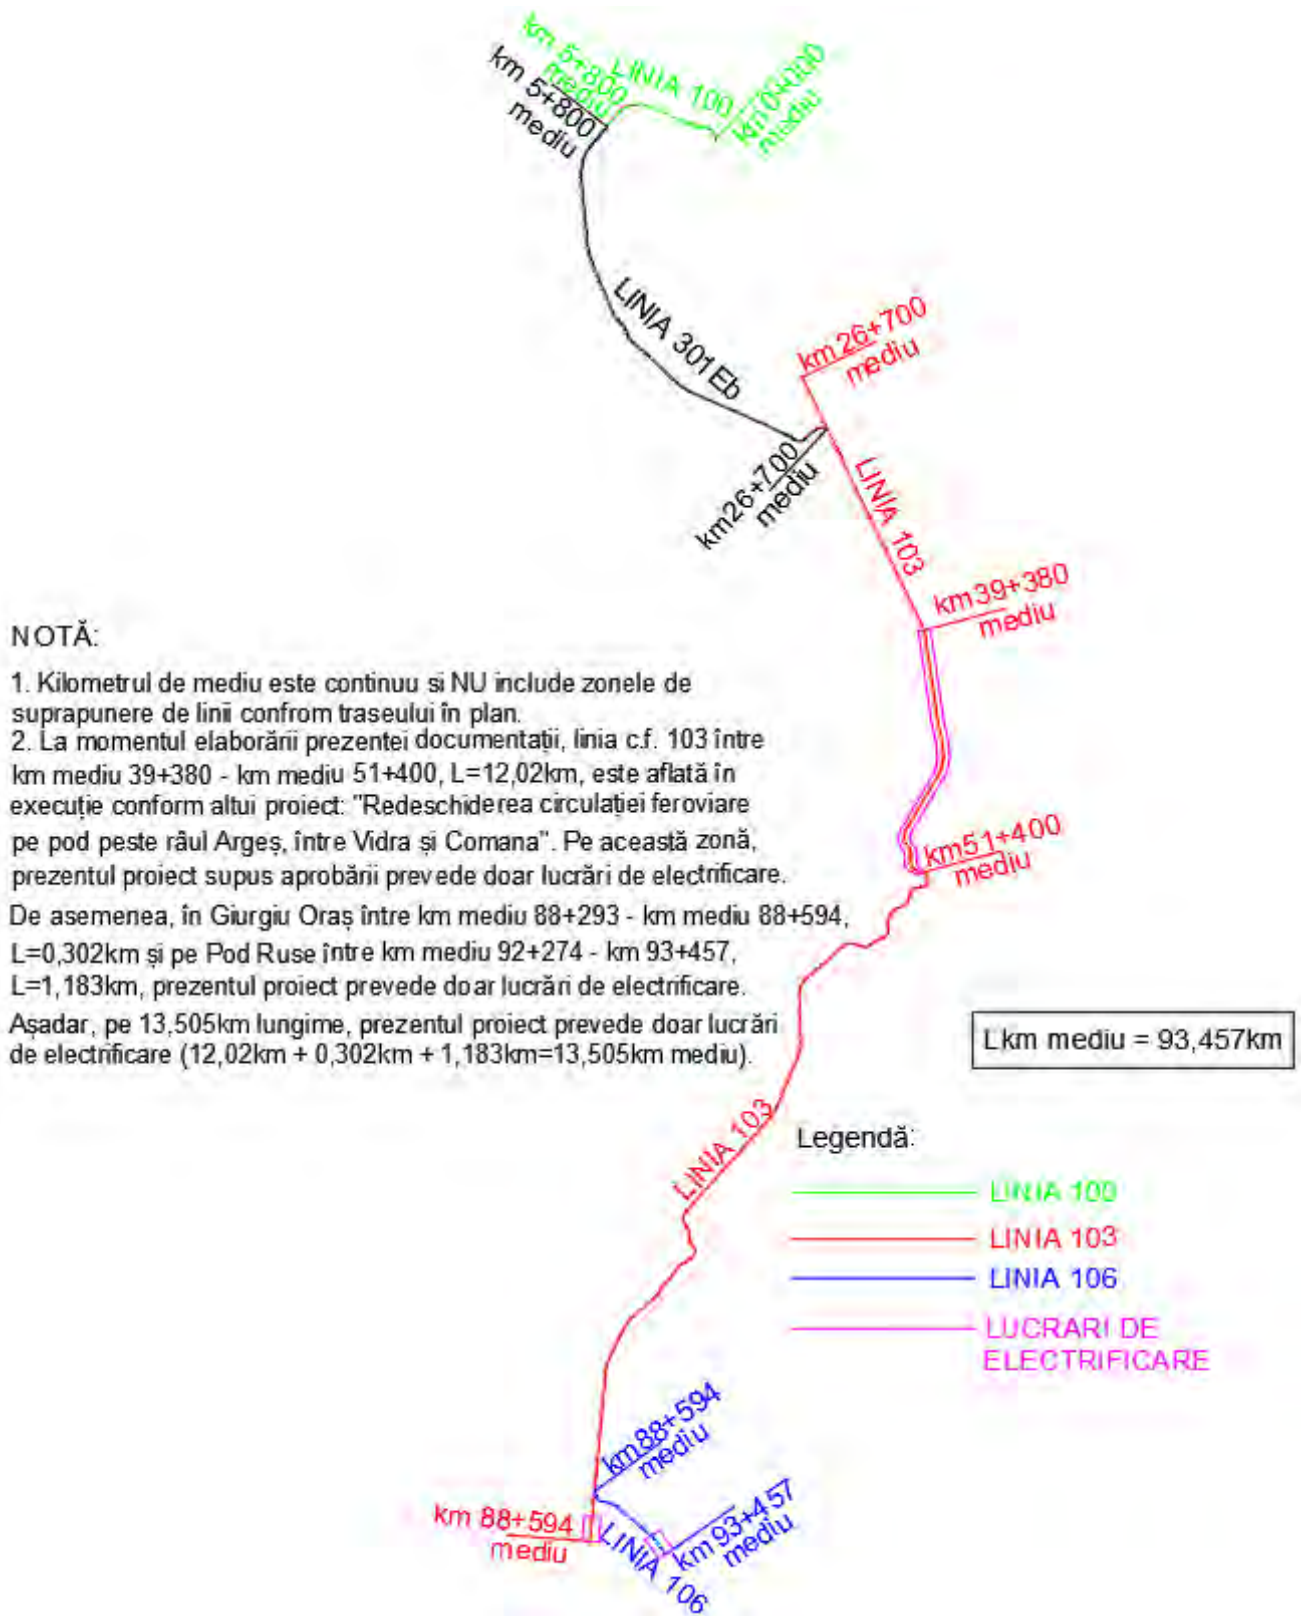 km 5+800
mediu
LINIA 100
km 0+000
mediu
km 5+800
mediu
LINIA 301Eb
km 26+700
mediu
km26+700
mediu
LINIA 103
km 39+380
mediu
NOTĂ:
1. Kilometrul de mediu este continuu si NU include zonele de
suprapunere de linii confrom traseului în plan.
2. La momentul elaborării prezentei documentații, linia c.f. 103 între
km mediu 39+380 - km mediu 51+400, L=12,02km, este aflată în
execuție conform altui proiect: "Redeschiderea circulației feroviare
pe pod peste râul Argeș, între Vidra și Comana". Pe această zonă,
prezentul proiect supus aprobării prevede doar lucrări de electrificare.
De asemenea, în Giurgiu Oraș între km mediu 88+293 - km mediu 88+594,
L=0,302km și pe Pod Ruse între km mediu 92+274 - km 93+457,
L=1,183km, prezentul proiect prevede doar lucrări de electrificare.
Așadar, pe 13,505km lungime, prezentul proiect prevede doar lucrări
de electrificare (12,02km + 0,302km + 1,183km=13,505km mediu).
km51+400
mediu
Lkm mediu = 93,457km
LINIA 103
Legendă:
LINIA 100
LINIA 103
LINIA 106
LUCRARI DE
ELECTRIFICARE
km88+594
mediu
km 88+594
mediu
LINIA 106
km 93+457
mediu